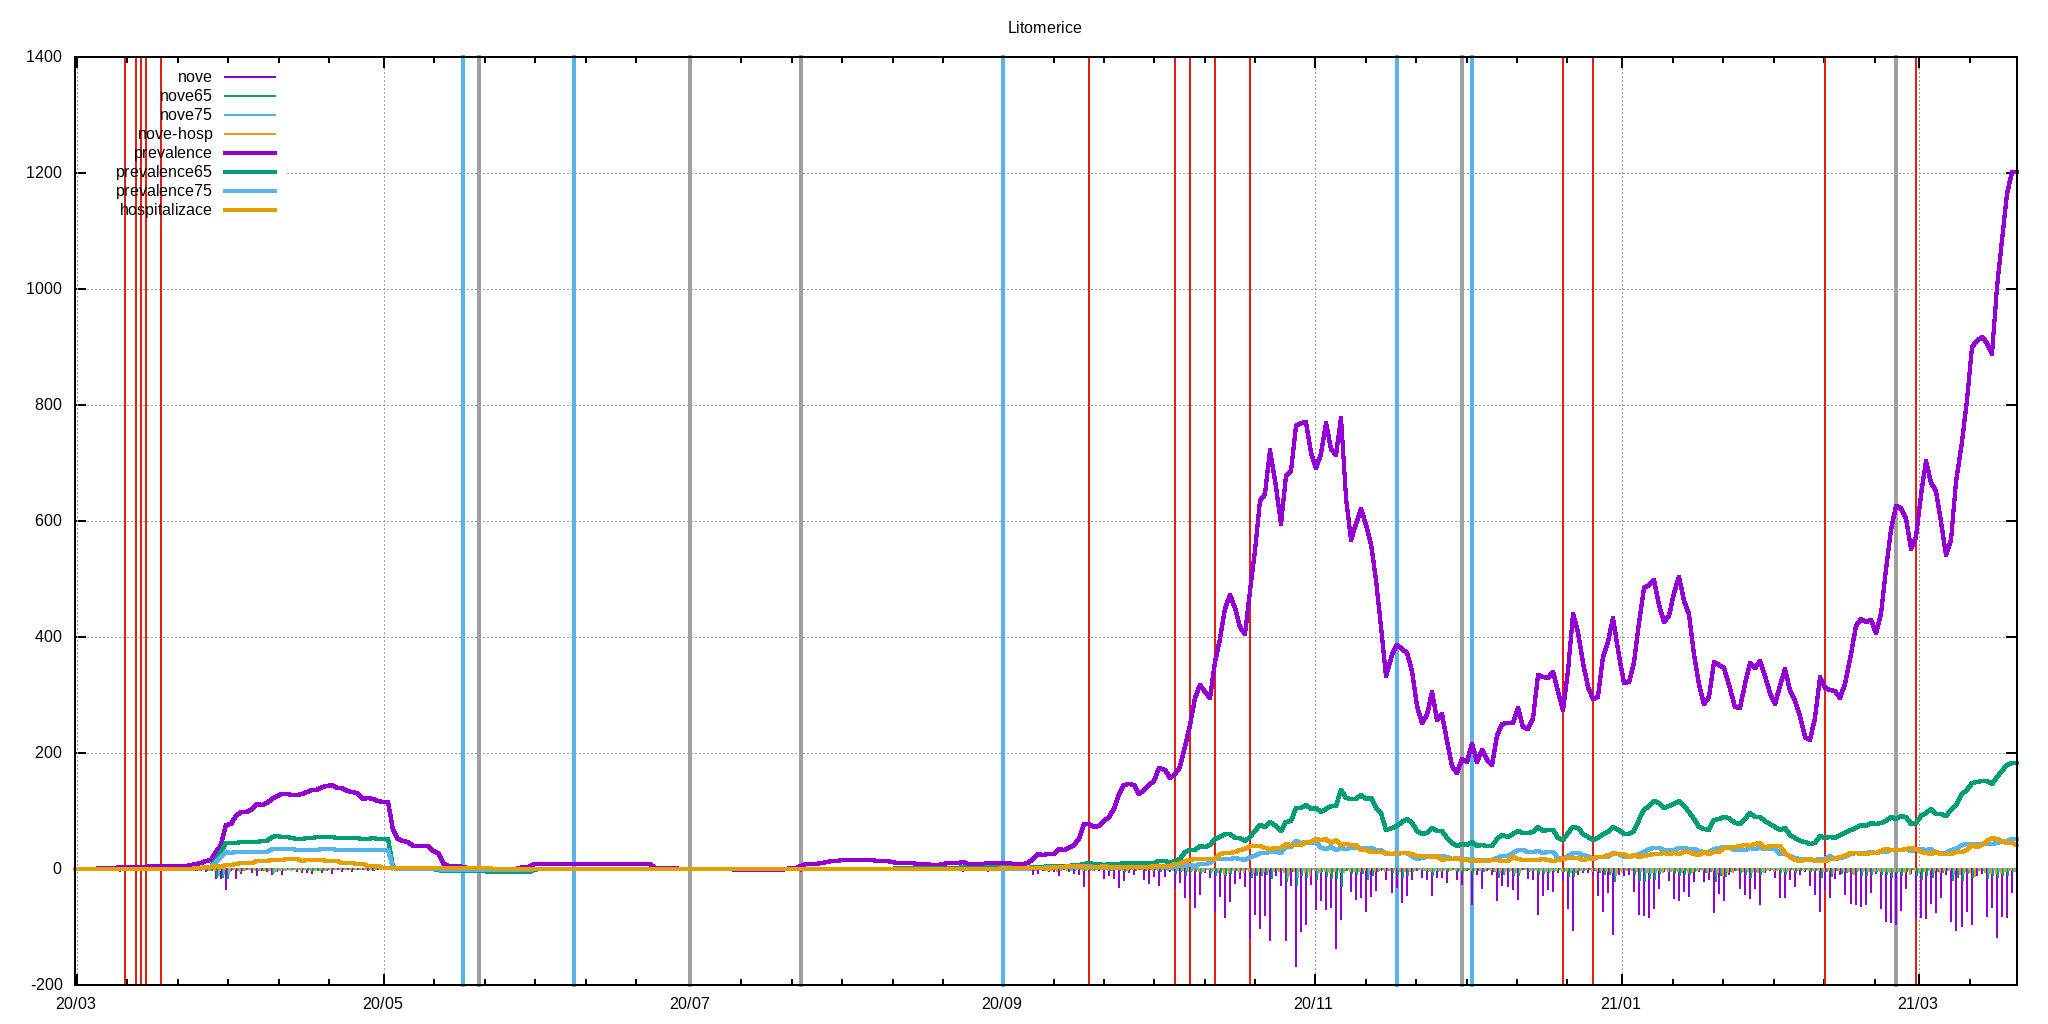 Litomerice
1400
1200
1000
800
600
400
200
0
-200
nove
nove65
nove75
nove-hosp
prevalence
prevalence65
prevalence75
hospitalizace
20/03
20/05
20/07
20/09
20/11
21/01
21/03